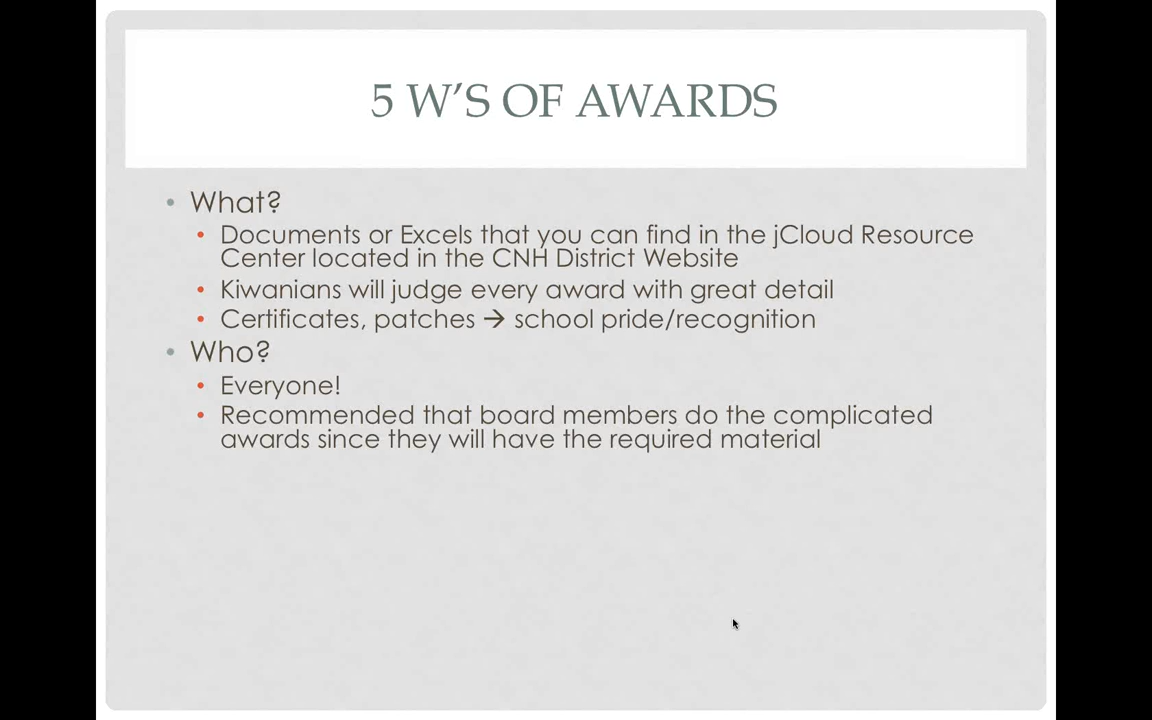 5 W’S OF AWARDS
• What?
• Documents or Excels that you can find in the jCloud Resource
Center located in the CNH District Website
• Kiwanians will judge every award with great detail
• Certificates, patches → school pride/recognition
• Who?
• Everyone!
• Recommended that board members do the complicated
awards since they will have the required material